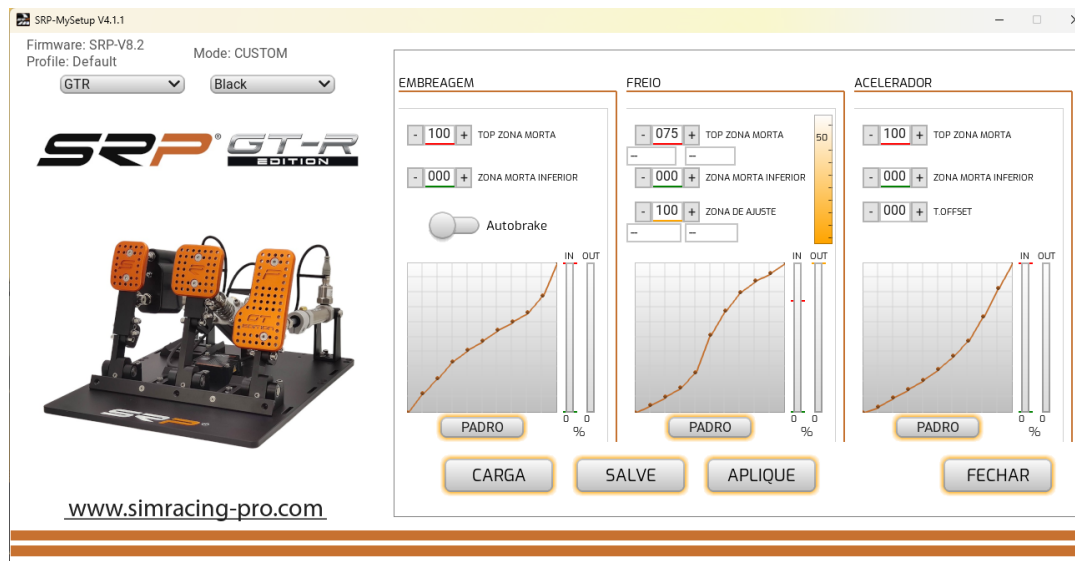 SRP-MySetup V4.1.1
Firmware: SRP-V8.2
Profile: Default
Mode: CUSTOM
GTR
Black
SRP®
GT-R
EDITION
www.simracing-pro.com
EMBREAGEM
- 100 + TOP ZONA MORTA
- 000 + ZONA MORTA INFERIOR
Autobrake
IN OUT
0 0
%
PADRO
FREIO
- 075 + TOP ZONA MORTA
-- --
- 000 + ZONA MORTA INFERIOR
- 100 + ZONA DE AJUSTE
-- --
50
IN OUT
0 0
%
PADRO
ACELERADOR
- 100 + TOP ZONA MORTA
- 000 + ZONA MORTA INFERIOR
- 000 + T.OFFSET
IN OUT
0 0
%
PADRO
CARGA
SALVE
APLIQUE
FECHAR
GT
EDITION
SRP